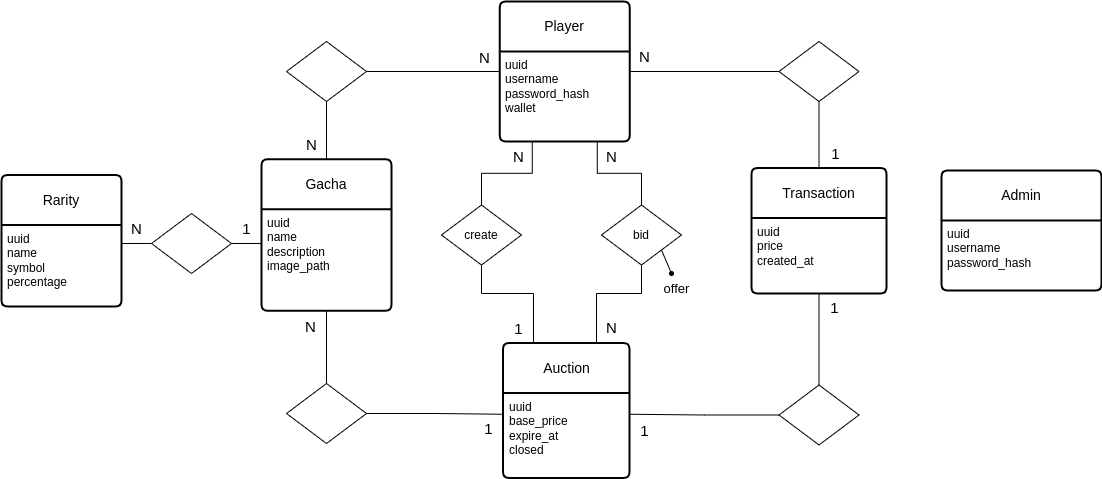 Player
uuid
username
password_hash
wallet
N
N
N
N
N
1
Rarity
uuid
name
symbol
percentage
N
1
Gacha
uuid
name
description
image_path
create
bid
offer
Transaction
uuid
price
created_at
Admin
uuid
username
password_hash
N
1
N
1
1
1
Auction
uuid
base_price
expire_at
closed